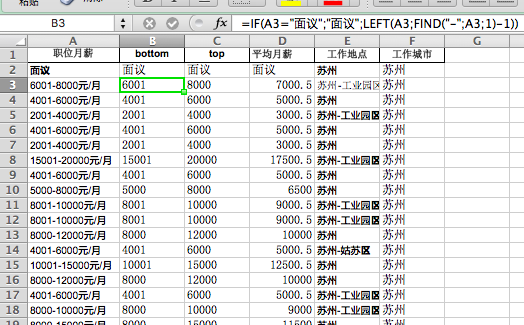 粘贴
B3 fx =IF(A3="面议";"面议";LEFT(A3;FIND("-";A3;1)-1))
A B C D E F G
1 职位月薪 bottom top 平均月薪 工作地点 工作城市
2 面议 面议 面议 面议 苏州 苏州
3 6001-8000元/月 6001 8000 7000.5 苏州-工业园区 苏州
4 4001-6000元/月 4001 6000 5000.5 苏州 苏州
5 2001-4000元/月 2001 4000 3000.5 苏州-工业园区 苏州
6 4001-6000元/月 4001 6000 5000.5 苏州 苏州
7 2001-4000元/月 2001 4000 3000.5 苏州 苏州
8 15001-20000元/月 15001 20000 17500.5 苏州-工业园区 苏州
9 4001-6000元/月 4001 6000 5000.5 苏州 苏州
10 5000-8000元/月 5000 8000 6500 苏州 苏州
11 8001-10000元/月 8001 10000 9000.5 苏州-工业园区 苏州
12 8001-10000元/月 8001 10000 9000.5 苏州-工业园区 苏州
13 8000-12000元/月 8000 12000 10000 苏州 苏州
14 4001-6000元/月 4001 6000 5000.5 苏州-姑苏区 苏州
15 10001-15000元/月 10001 15000 12500.5 苏州 苏州
16 8000-12000元/月 8000 12000 10000 苏州 苏州
17 4001-6000元/月 4001 6000 5000.5 苏州-工业园区 苏州
18 8000-10000元/月 8000 10000 9000 苏州-工业园区 苏州
19 8000-15000元/月 8000 15000 11500 苏州 苏州